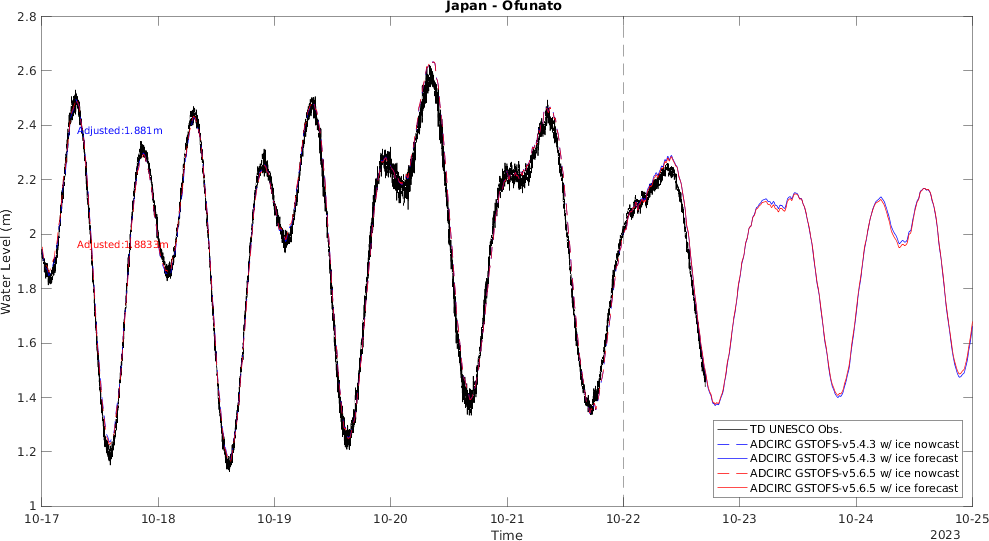 Japan - Ofunato
2.8
2.6
2.4
2.2
2
1.8
1.6
1.4
1.2
1
Water Level (m)
Adjusted:1.881m
Adjusted:1.8833m
TD UNESCO Obs.
ADCIRC GSTOFS-v5.4.3 w/ ice nowcast
ADCIRC GSTOFS-v5.4.3 w/ ice forecast
ADCIRC GSTOFS-v5.6.5 w/ ice nowcast
ADCIRC GSTOFS-v5.6.5 w/ ice forecast
10-17 10-18 10-19 10-20 10-21 10-22 10-23 10-24 10-25
Time
2023